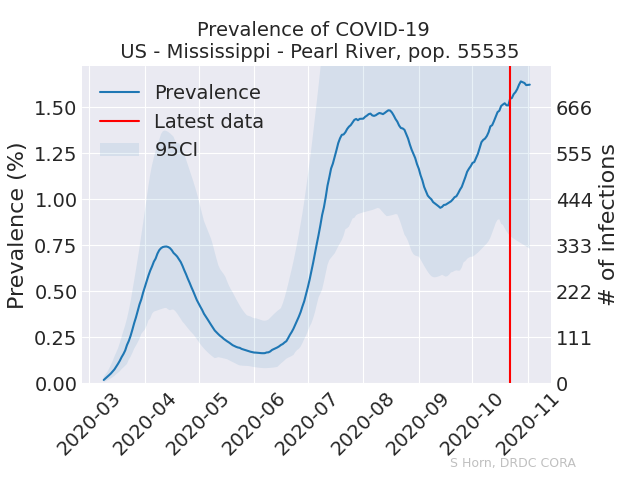 Prevalence of COVID-19
US - Mississippi - Pearl River, pop. 55535
Prevalence
Latest data
95CI
Prevalence (%)
1.50
1.25
1.00
0.75
0.50
0.25
0.00
666
555
444
333
222
111
0
# of infections
2020-03
2020-04
2020-05
2020-06
2020-07
2020-08
2020-09
2020-10
2020-11
S Horn, DRDC CORA